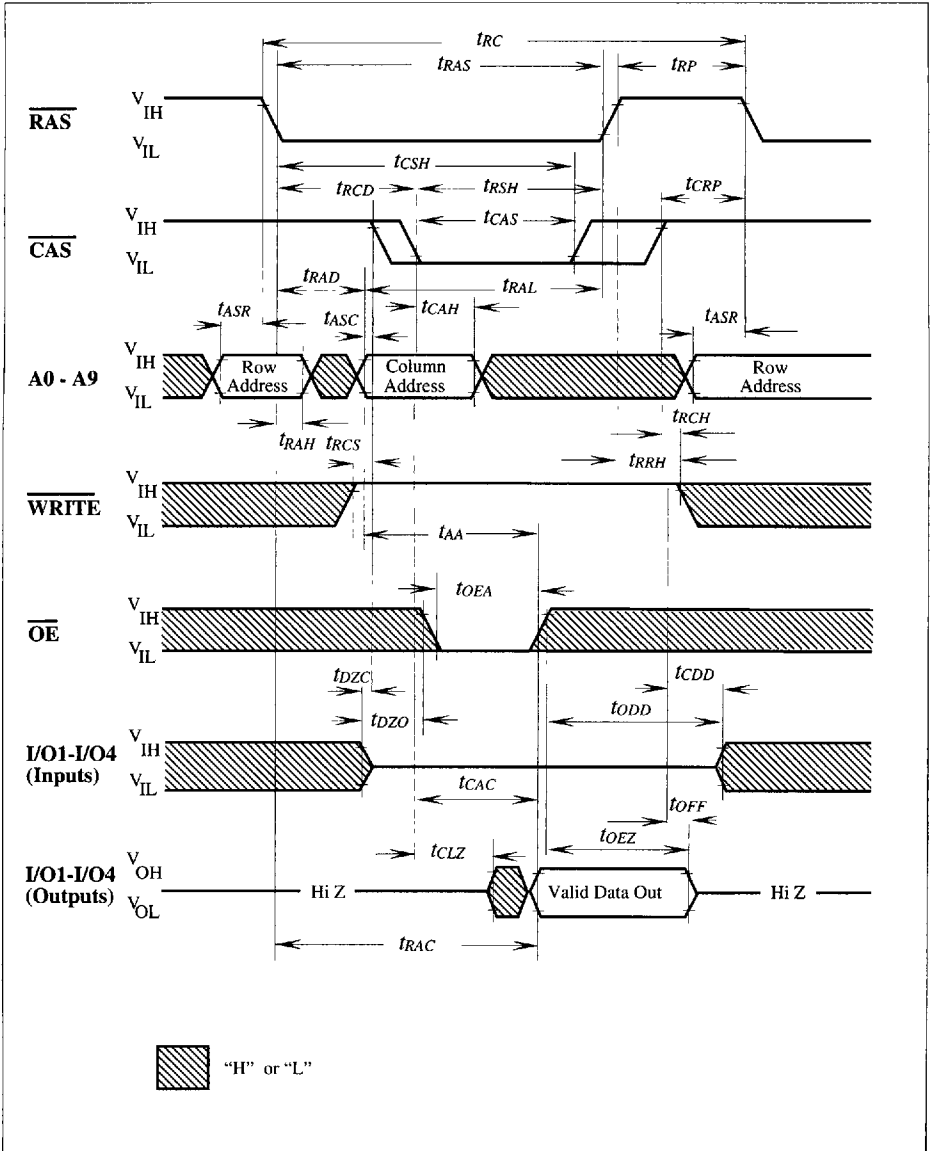 tRC
tRAS
tRP
RAS
VIH
VIL
tCSH
tRCD
tRSH
tCRP
CAS
VIH
VIL
tCAS
tRAD
tRAL
tASR
tASC
tCAH
tASR
A0 - A9
VIH
VIL
Row Address
Column Address
Row Address
tRAH
tRCS
tRCH
tRRH
WRITE
VIH
VIL
tAA
tOEA
OE
VIH
VIL
tDZC
tCDD
tDZO
tODD
I/O1-I/O4
(Inputs)
VIH
VIL
tCAC
tOFF
tCLZ
tOEZ
I/O1-I/O4
(Outputs)
VOH
VOL
Hi Z
Valid Data Out
Hi Z
tRAC
“H” or “L”